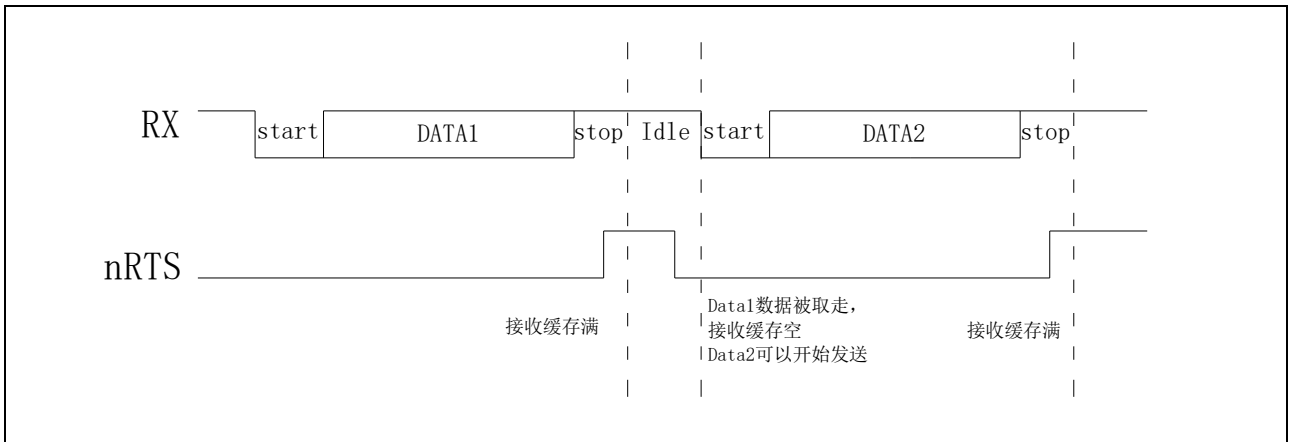 RX start DATA1 stop Idle start DATA2 stop
nRTS
接收缓存满
Data1数据被取走,
接收缓存空
Data2可以开始发送
接收缓存满